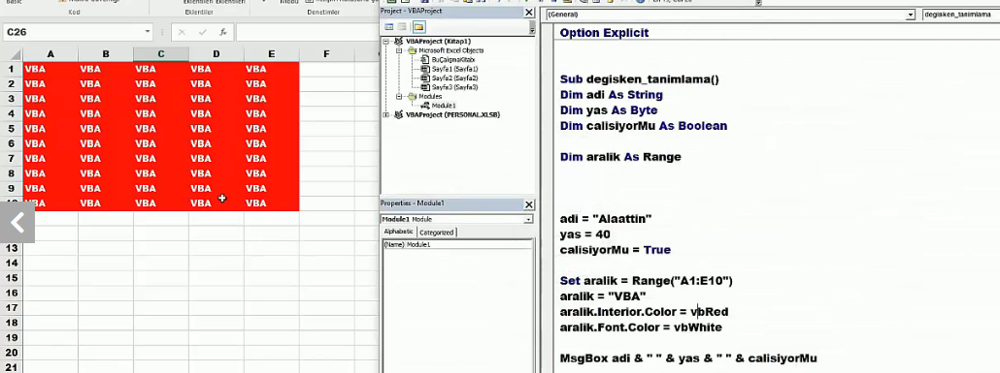 Kod
Eklentiler
Denetimler
C26
fx
A B C D E F
1 VBA VBA VBA VBA VBA
2 VBA VBA VBA VBA VBA
3 VBA VBA VBA VBA VBA
4 VBA VBA VBA VBA VBA
5 VBA VBA VBA VBA VBA
6 VBA VBA VBA VBA VBA
7 VBA VBA VBA VBA VBA
8 VBA VBA VBA VBA VBA
9 VBA VBA VBA VBA VBA
VBA VBA VBA VBA VBA
13
14
15
16
17
18
19
20
21
Project - VBAProject
VBAProject (Kitap1)
Microsoft Excel Objects
BuÇalışmaKitabı
Sayfa1 (Sayfa1)
Sayfa2 (Sayfa2)
Sayfa3 (Sayfa3)
Modules
Module1
VBAProject (PERSONAL.XLSB)
Properties - Module1
Module1 Module
Alphabetic Categorized
(Name) Module1
(General) degisken_tanimlama
Option Explicit
Sub degisken_tanimlama()
Dim adi As String
Dim yas As Byte
Dim calisiyorMu As Boolean
Dim aralik As Range
adi = "Alaattin"
yas = 40
calisiyorMu = True
Set aralik = Range("A1:E10")
aralik = "VBA"
aralik.Interior.Color = vbRed
aralik.Font.Color = vbWhite
MsgBox adi & " " & yas & " " & calisiyorMu